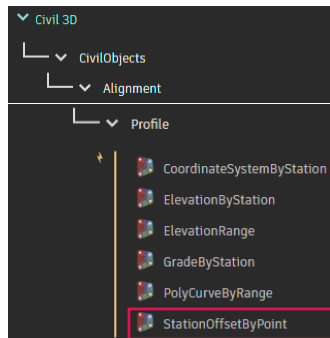 Civil 3D
CivilObjects
Alignment
Profile
CoordinateSystemByStation
ElevationByStation
ElevationRange
GradeByStation
PolyCurveByRange
StationOffsetByPoint